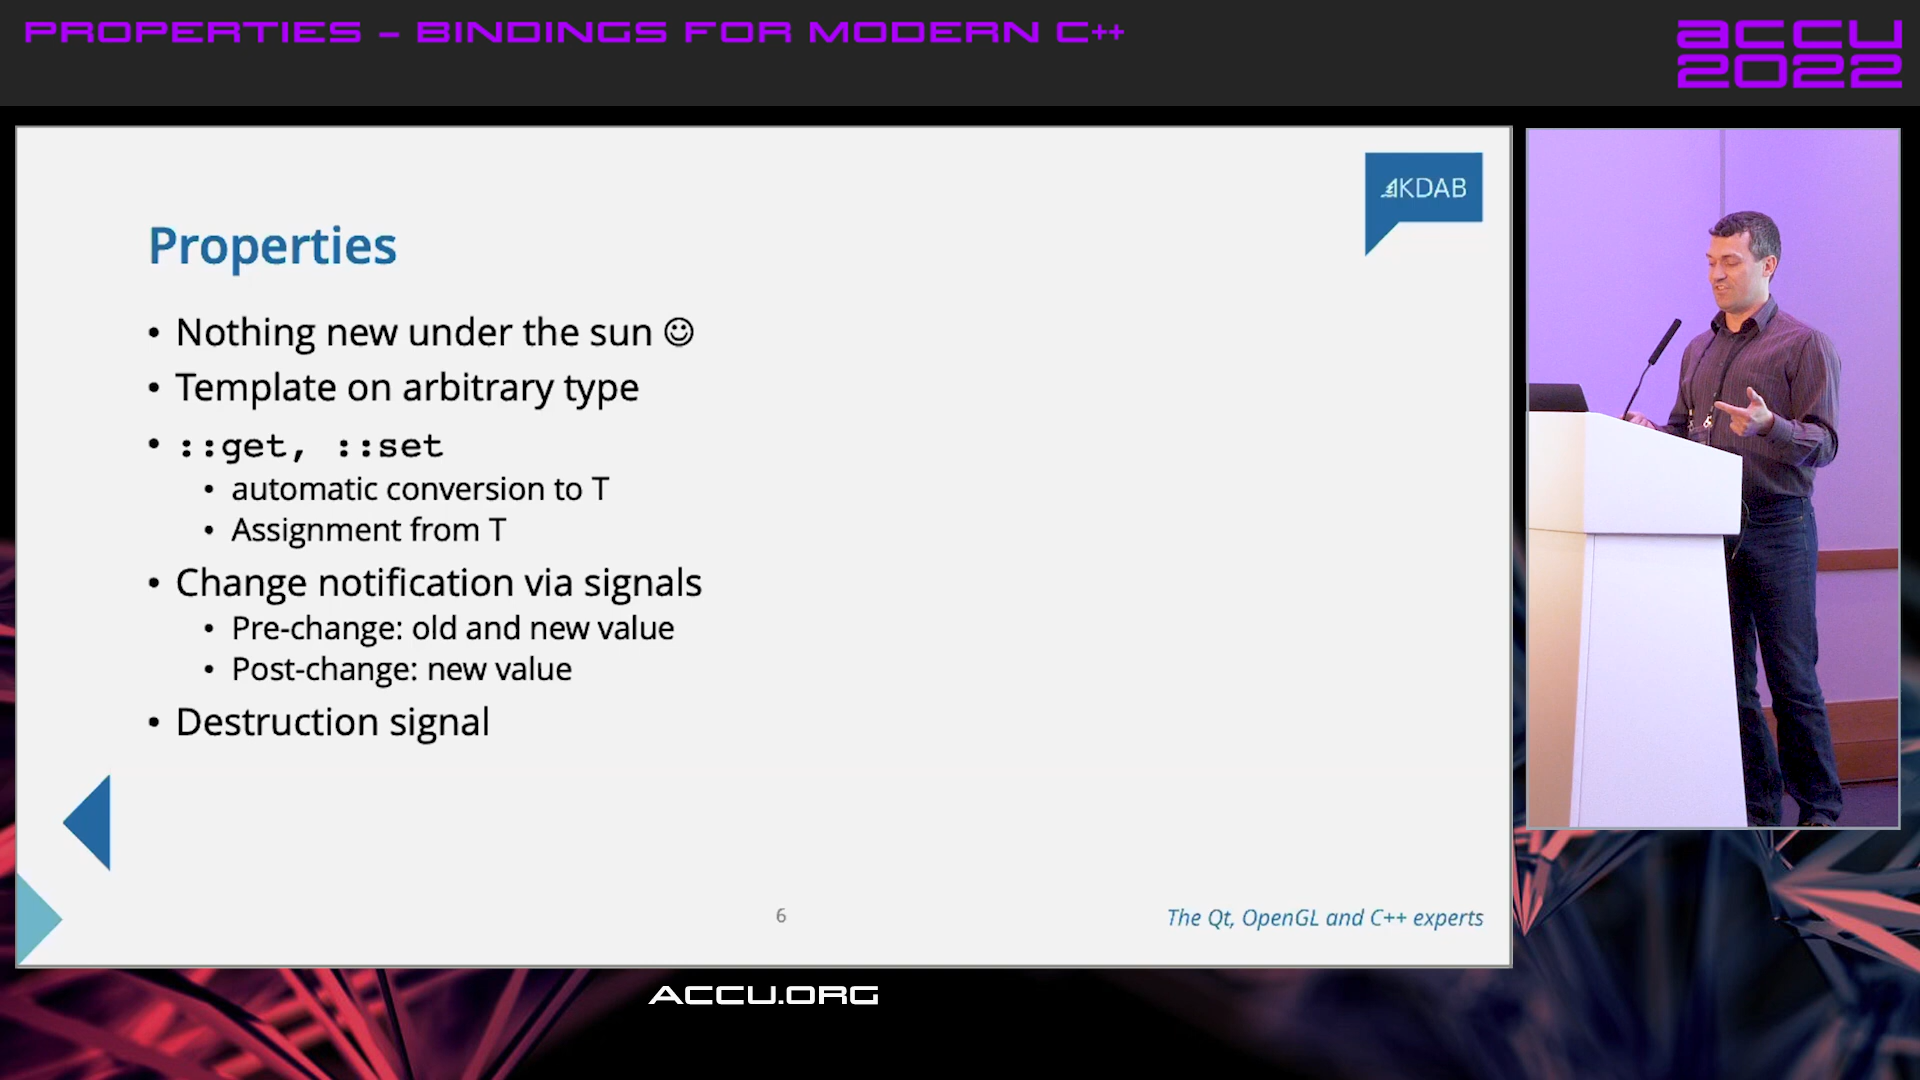 PROPERTIES - BINDINGS FOR MODERN C++
accu
2022
KDAB
Properties
• Nothing new under the sun ☺
• Template on arbitrary type
• ::get, ::set
• automatic conversion to T
• Assignment from T
• Change notification via signals
• Pre-change: old and new value
• Post-change: new value
• Destruction signal
6
The Qt, OpenGL and C++ experts
ACCU.ORG